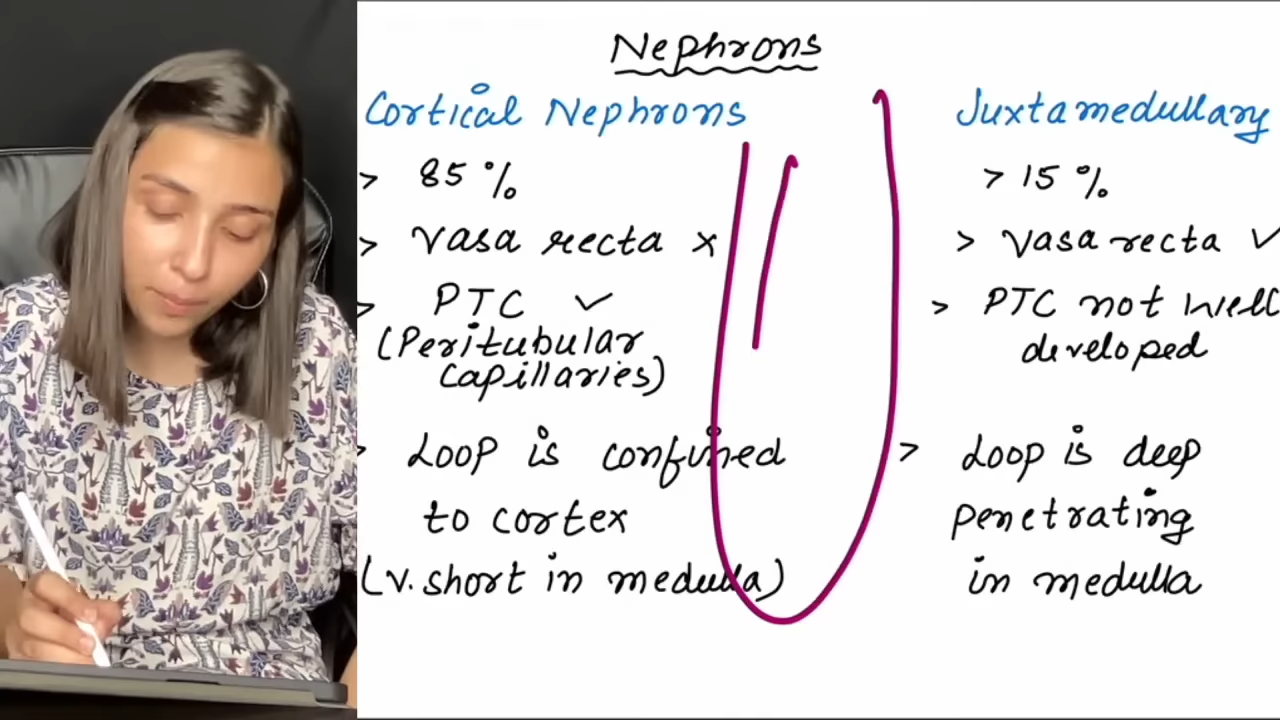 Nephrons
Cortical Nephrons
> 85 %
> vasa recta x
> PTC ✓
(Peritubular
capillaries)
> Loop is confined
to cortex
(v. short in medulla)
Juxtamedullary
> 15 %
> vasa recta ✓
> PTC not well
developed
> Loop is deep
penetrating
in medulla